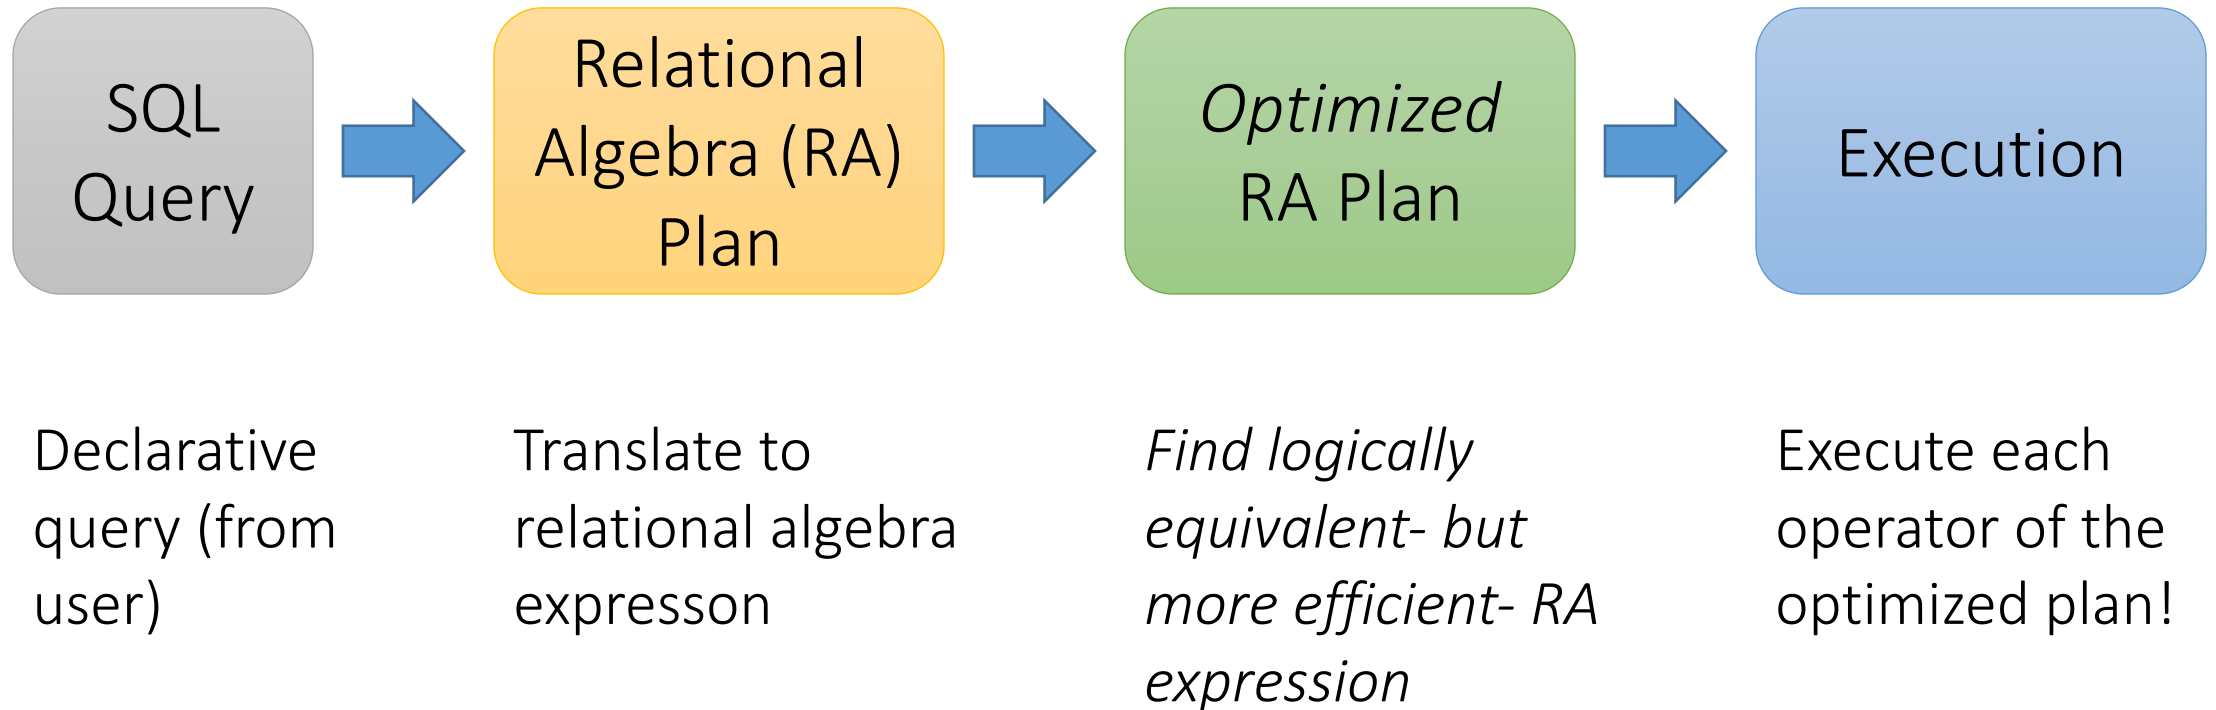 SQL
Query
Relational
Algebra (RA)
Plan
Optimized
RA Plan
Execution
Declarative
query (from
user)
Translate to
relational algebra
expresson
Find logically
equivalent- but
more efficient- RA
expression
Execute each
operator of the
optimized plan!